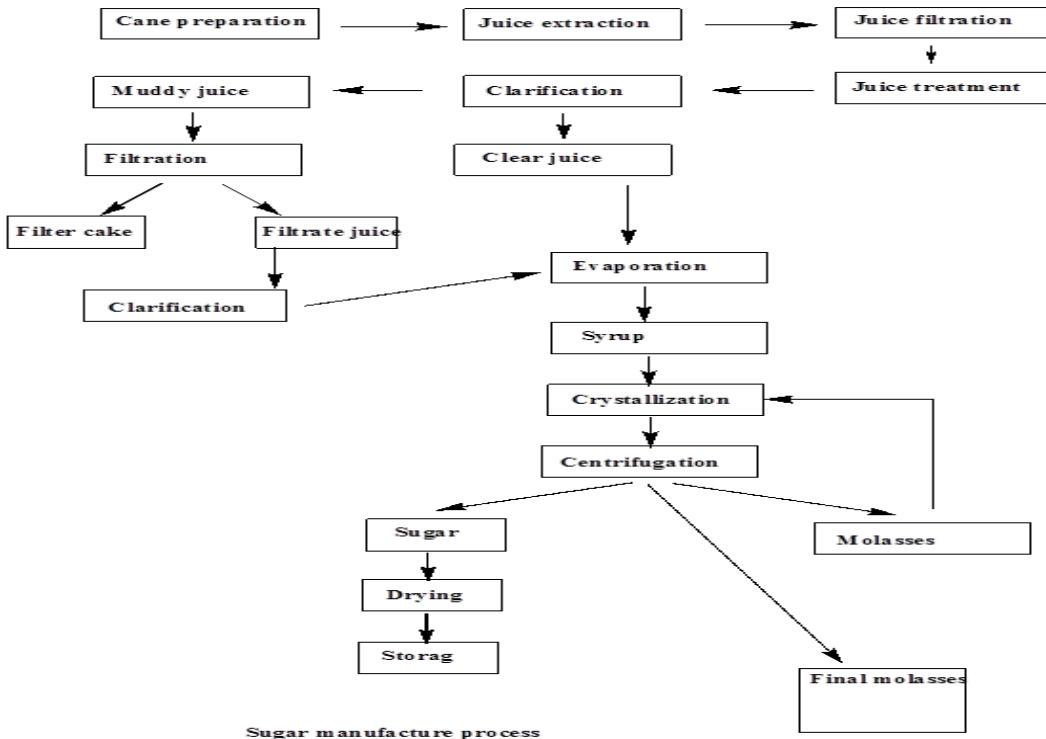 Cane preparation
Juice extraction
Juice filtration
Muddy juice
Clarification
Juice treatment
Filtration
Clear juice
Filter cake
Filtrate juice
Evaporation
Clarification
Syrup
Crystallization
Centrifugation
Sugar
Molasses
Drying
Storag
Final molasses
Sugar manufacture process